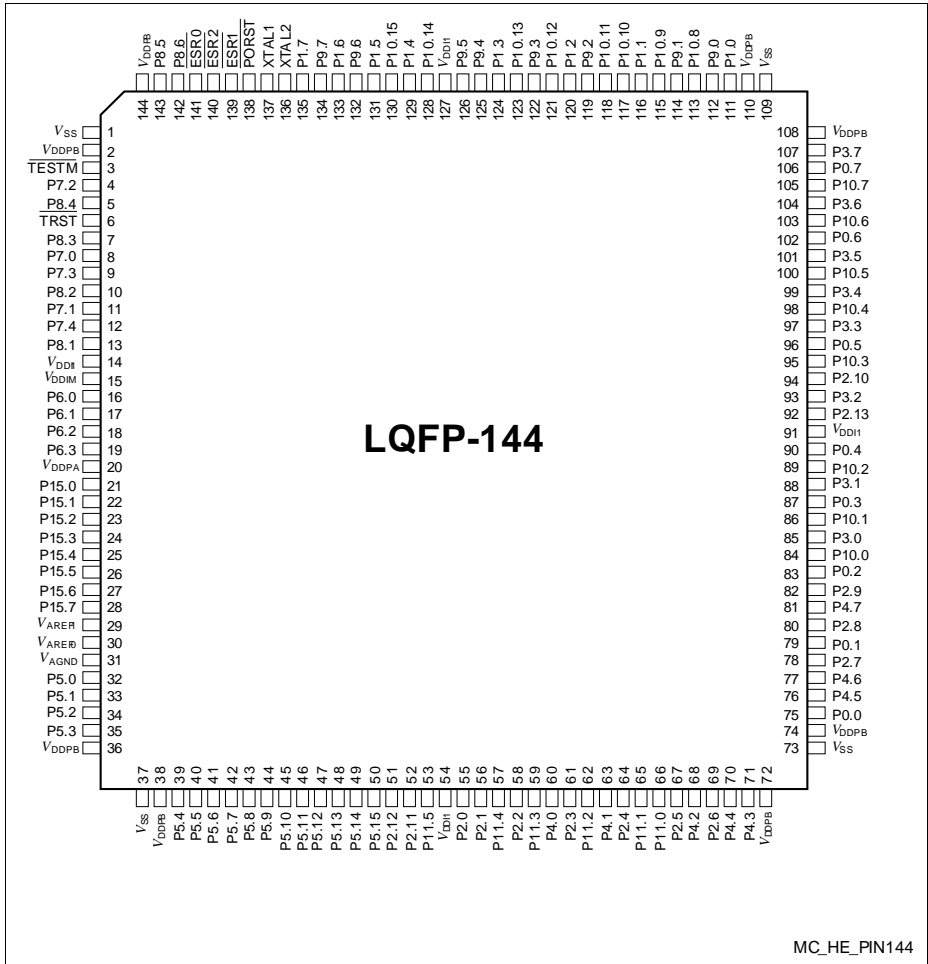 VDDPB
P8.5
P8.6
ESR0
ESR2
ESR1
PORST
XTAL1
XTAL2
P1.7
P9.7
P1.6
P9.6
P1.5
P10.15
P1.4
P10.14
VDDI1
P9.5
P9.4
P1.3
P10.13
P9.3
P10.12
P1.2
P9.2
P10.11
P10.10
P1.1
P10.9
P9.1
P10.8
P9.0
P1.0
VDDPB
VSS
144
143
142
141
140
139
138
137
136
135
134
133
132
131
130
129
128
127
126
125
124
123
122
121
120
119
118
117
116
115
114
113
112
111
110
109
VSS 1
VDDPB 2
TESTM 3
P7.2 4
P8.4 5
TRST 6
P8.3 7
P7.0 8
P7.3 9
P8.2 10
P7.1 11
P7.4 12
P8.1 13
VDDI1 14
VDDIM 15
P6.0 16
P6.1 17
P6.2 18
P6.3 19
VDDPA 20
P15.0 21
P15.1 22
P15.2 23
P15.3 24
P15.4 25
P15.5 26
P15.6 27
P15.7 28
VAREF1 29
VAREF0 30
VAGND 31
P5.0 32
P5.1 33
P5.2 34
P5.3 35
VDDPB 36
LQFP-144
108 VDDPB
107 P3.7
106 P0.7
105 P10.7
104 P3.6
103 P10.6
102 P0.6
101 P3.5
100 P10.5
99 P3.4
98 P10.4
97 P3.3
96 P0.5
95 P10.3
94 P2.10
93 P3.2
92 P2.13
91 VDDI1
90 P0.4
89 P10.2
88 P3.1
87 P0.3
86 P10.1
85 P3.0
84 P10.0
83 P0.2
82 P2.9
81 P4.7
80 P2.8
79 P0.1
78 P2.7
77 P4.6
76 P4.5
75 P0.0
74 VDDPB
73 VSS
37
38
39
40
41
42
43
44
45
46
47
48
49
50
51
52
53
54
55
56
57
58
59
60
61
62
63
64
65
66
67
68
69
70
71
72
VSS
VDDPB
P5.4
P5.5
P5.6
P5.7
P5.8
P5.9
P5.10
P5.11
P5.12
P5.13
P5.14
P5.15
P2.12
P2.11
P11.5
VDDI1
P2.0
P2.1
P11.4
P2.2
P11.3
P4.0
P2.3
P11.2
P4.1
P2.4
P11.1
P11.0
P2.5
P4.2
P2.6
P4.4
P4.3
VDDPB
MC_HE_PIN144